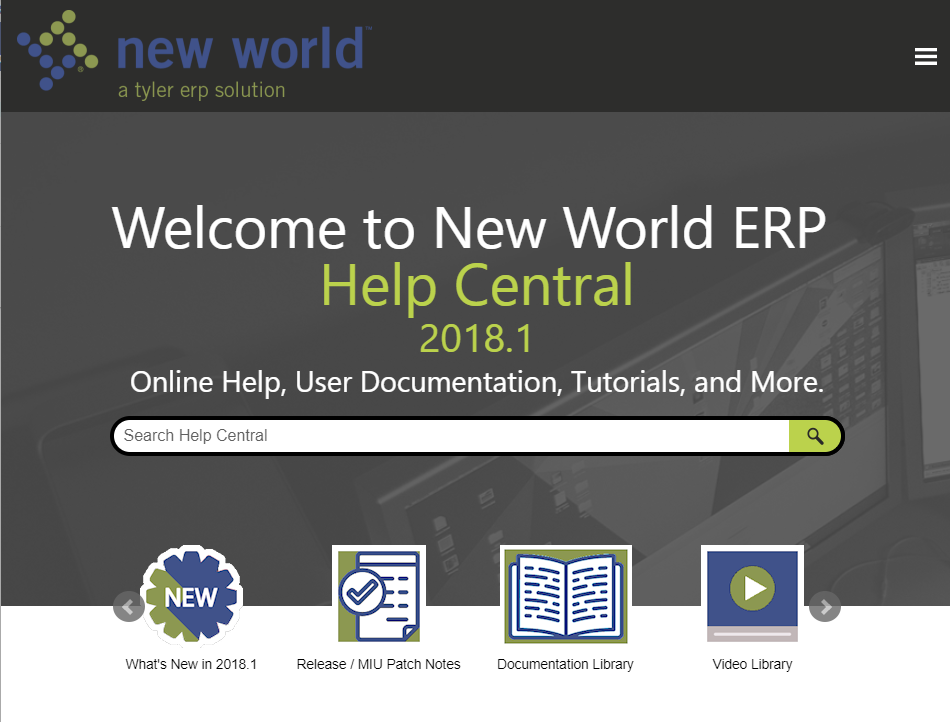 new world™
a tyler erp solution
Welcome to New World ERP
Help Central
2018.1
Online Help, User Documentation, Tutorials, and More.
Search Help Central
NEW
What's New in 2018.1
Release / MIU Patch Notes
Documentation Library
Video Library